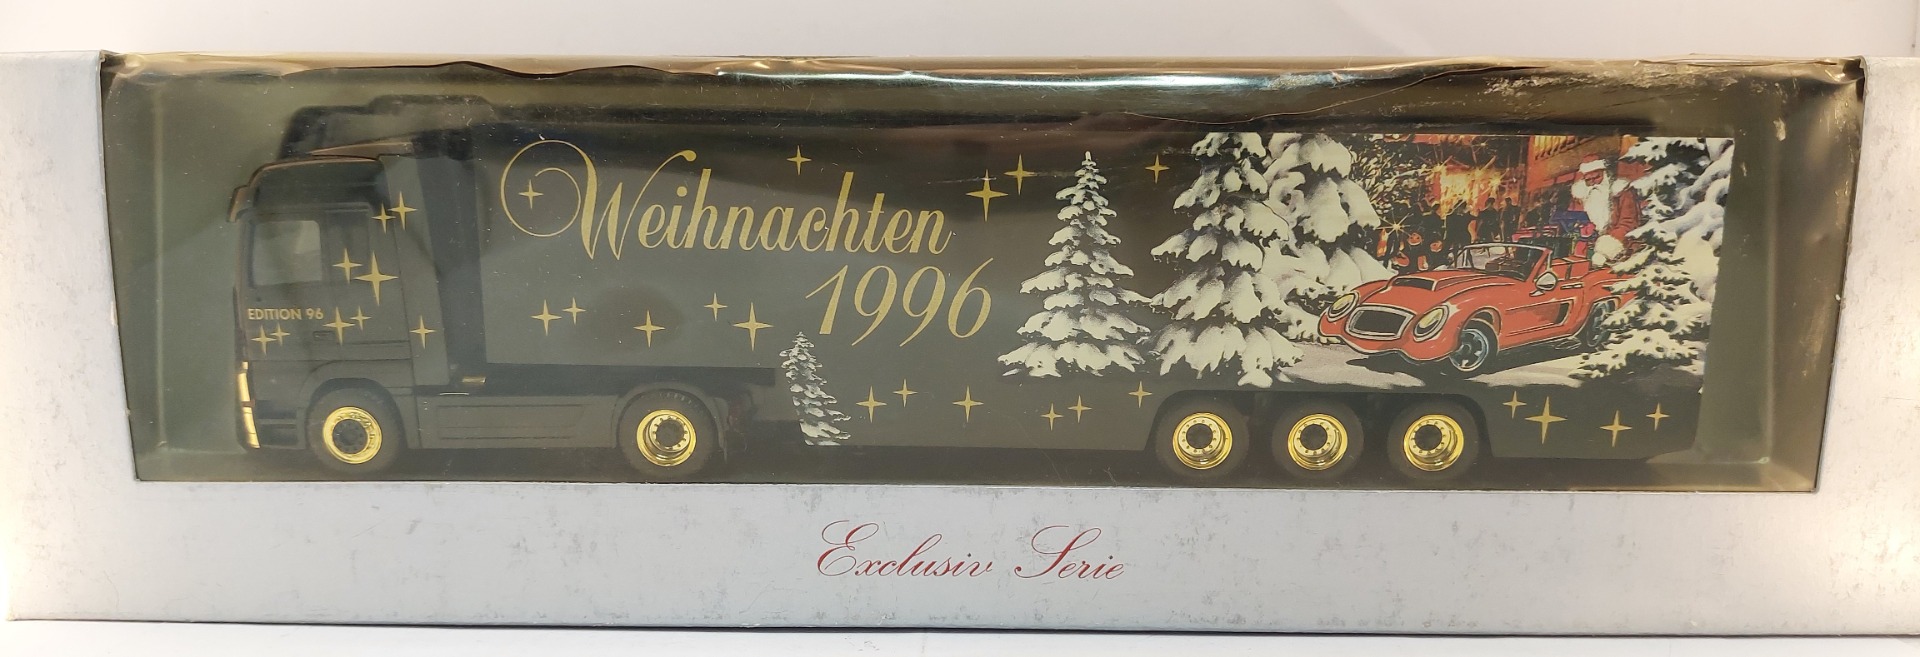 Weihnachten
1996
EDITION 96
Exclusiv Serie